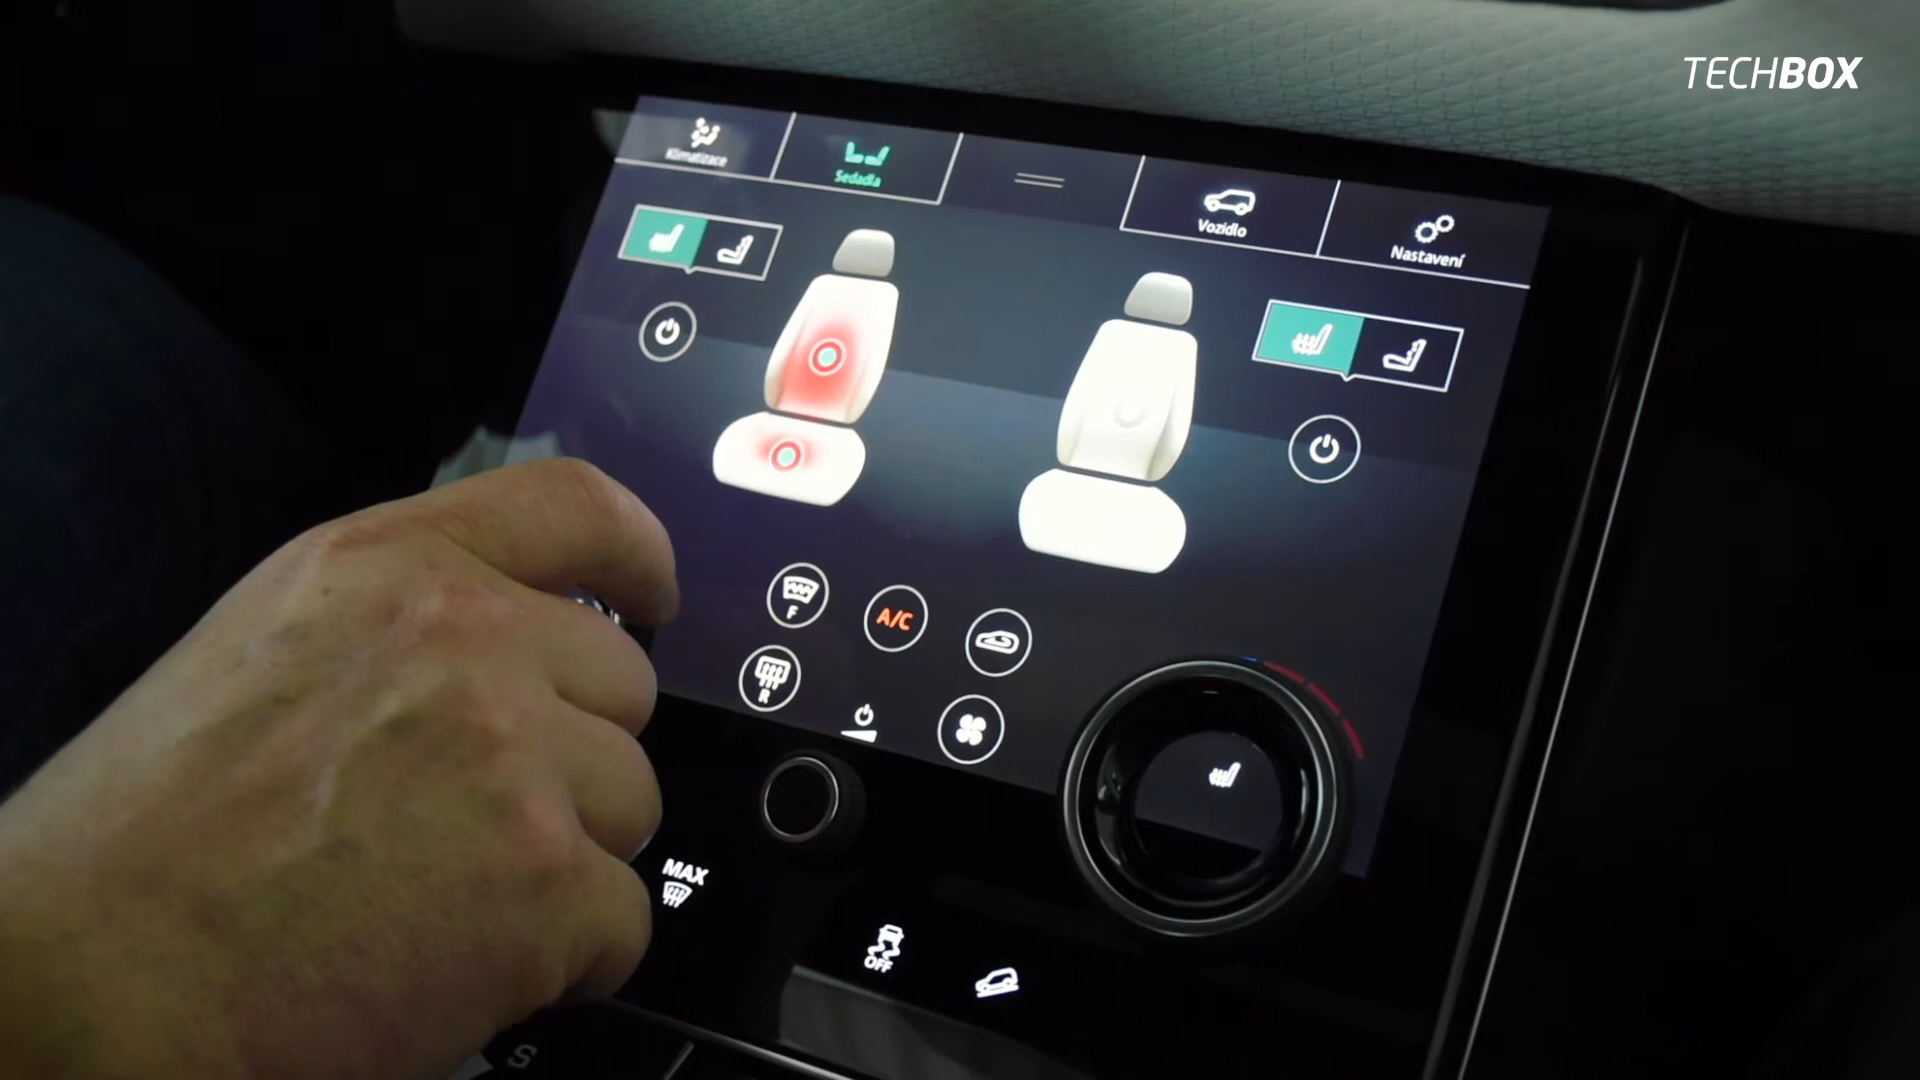 TECHBOX
Klimatizace
Sedadla
Vozidlo
Nastavení
F
A/C
R
MAX
OFF
S